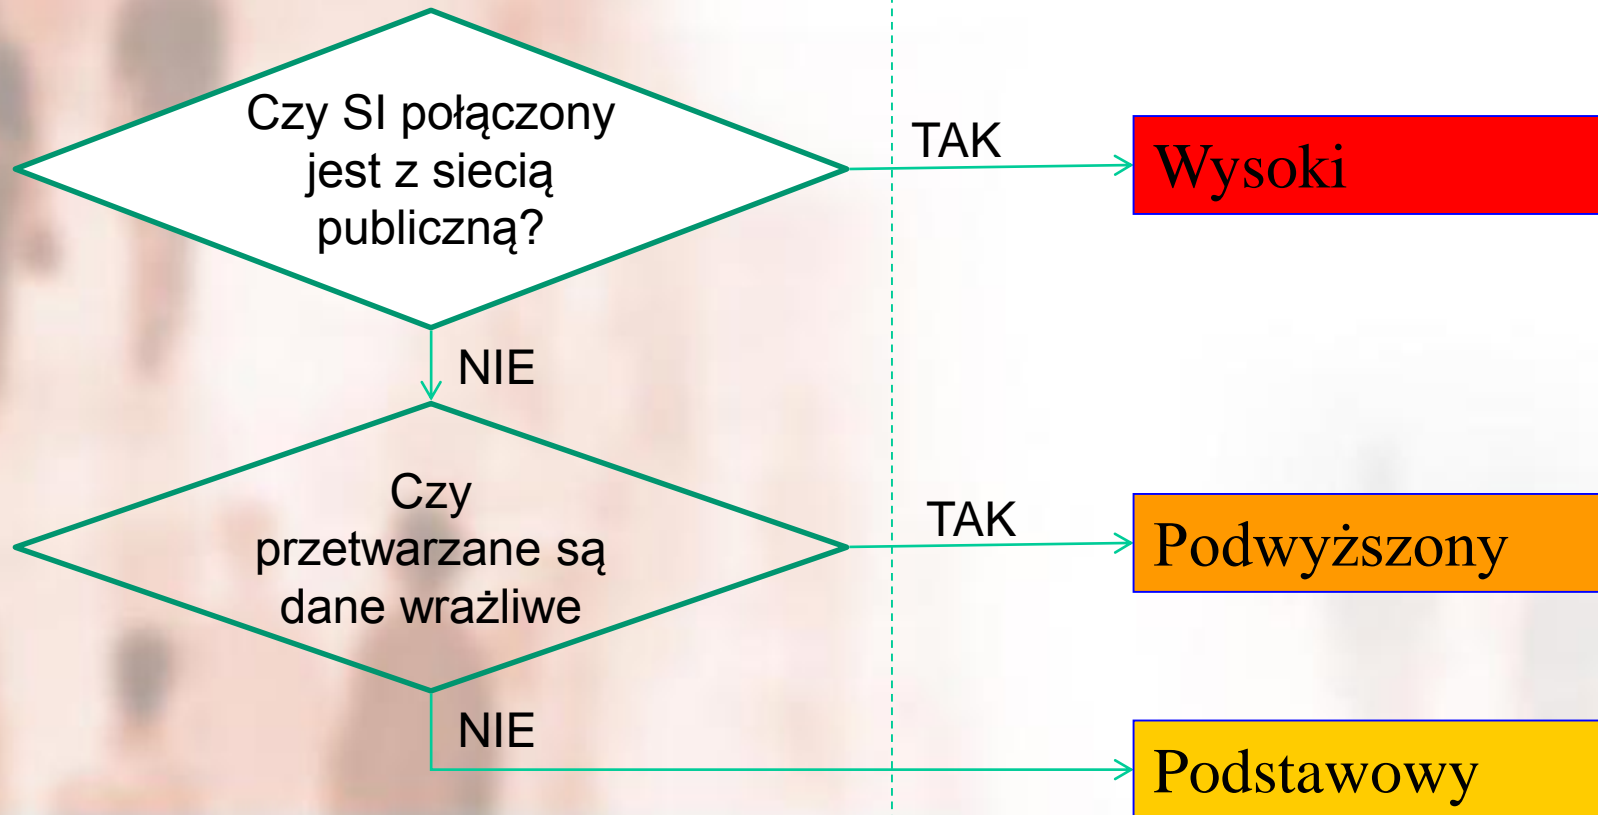 Czy SI połączony
jest z siecią
publiczną?
TAK
Wysoki
NIE
Czy
przetwarzane są
dane wrażliwe
TAK
Podwyższony
NIE
Podstawowy